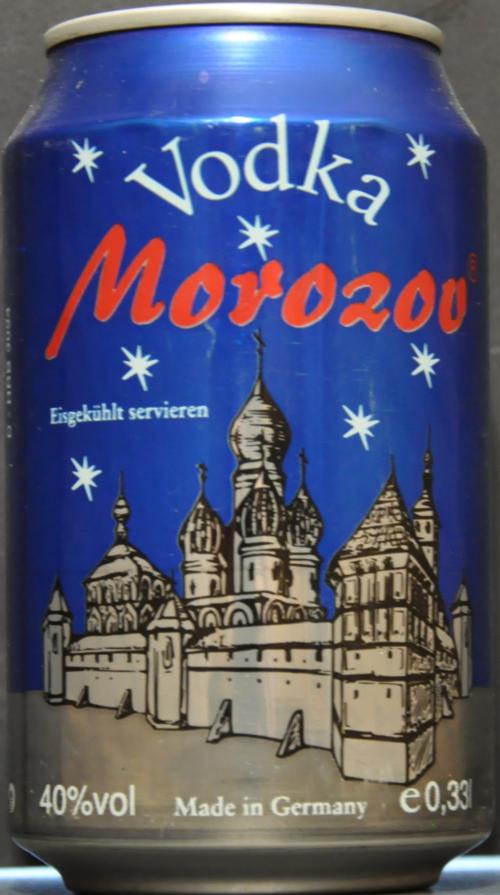 Vodka
Morozov®
Eisgekühlt servieren
40%vol
Made in Germany
e 0,33l